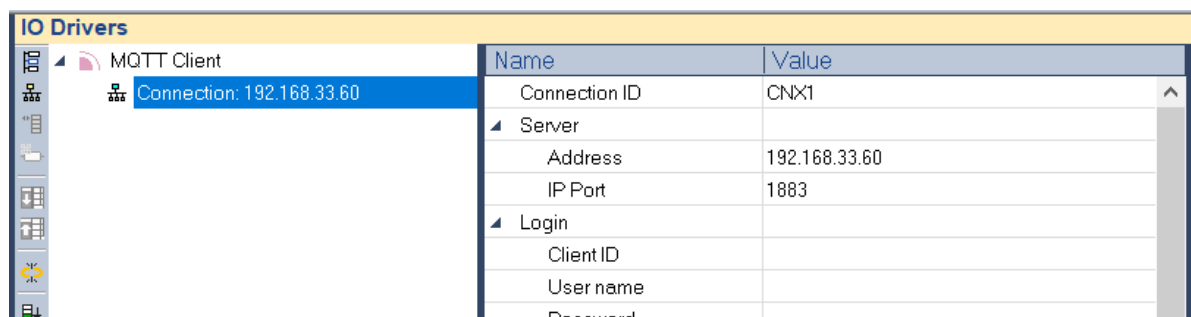 IO Drivers
MQTT Client
Connection: 192.168.33.60
Name Value
Connection ID CNX1
Server
Address 192.168.33.60
IP Port 1883
Login
Client ID
User name
Password